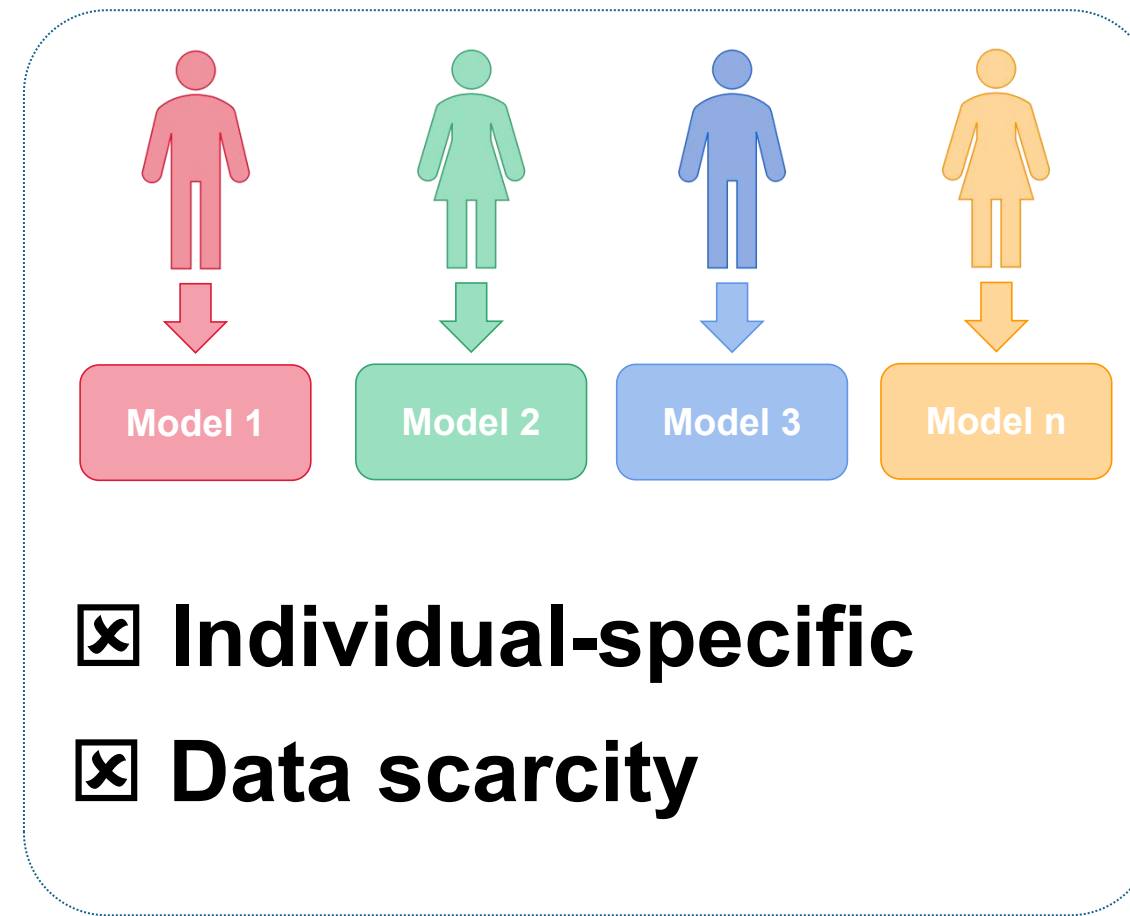 Model 1 Model 2 Model 3 Model n
☒ Individual-specific
☒ Data scarcity